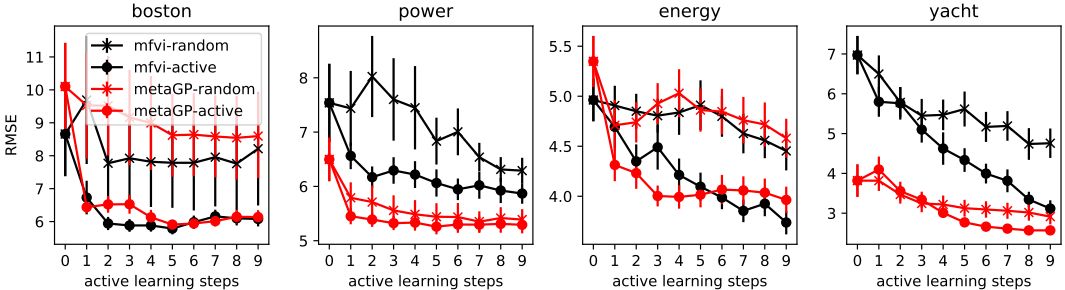 boston
power
energy
yacht
mfvi-random
mfvi-active
metaGP-random
metaGP-active
RMSE
11
10
9
8
7
6
8
7
6
5
5.5
5.0
4.5
4.0
7
6
5
4
3
0 1 2 3 4 5 6 7 8 9
0 1 2 3 4 5 6 7 8 9
0 1 2 3 4 5 6 7 8 9
0 1 2 3 4 5 6 7 8 9
active learning steps
active learning steps
active learning steps
active learning steps